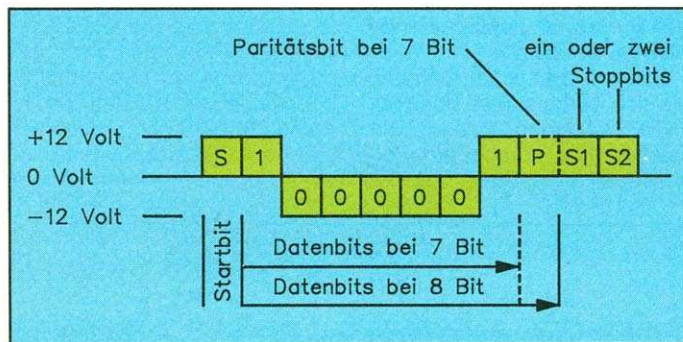 Paritätsbit bei 7 Bit
ein oder zwei
Stoppbits
+12 Volt
S 1 1 P S1 S2
0 Volt
0 0 0 0 0
−12 Volt
Startbit
Datenbits bei 7 Bit
Datenbits bei 8 Bit